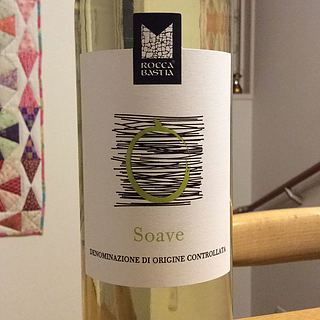 ROCCA
BASTIA
Soave
DENOMINAZIONE DI ORIGINE CONTROLLATA